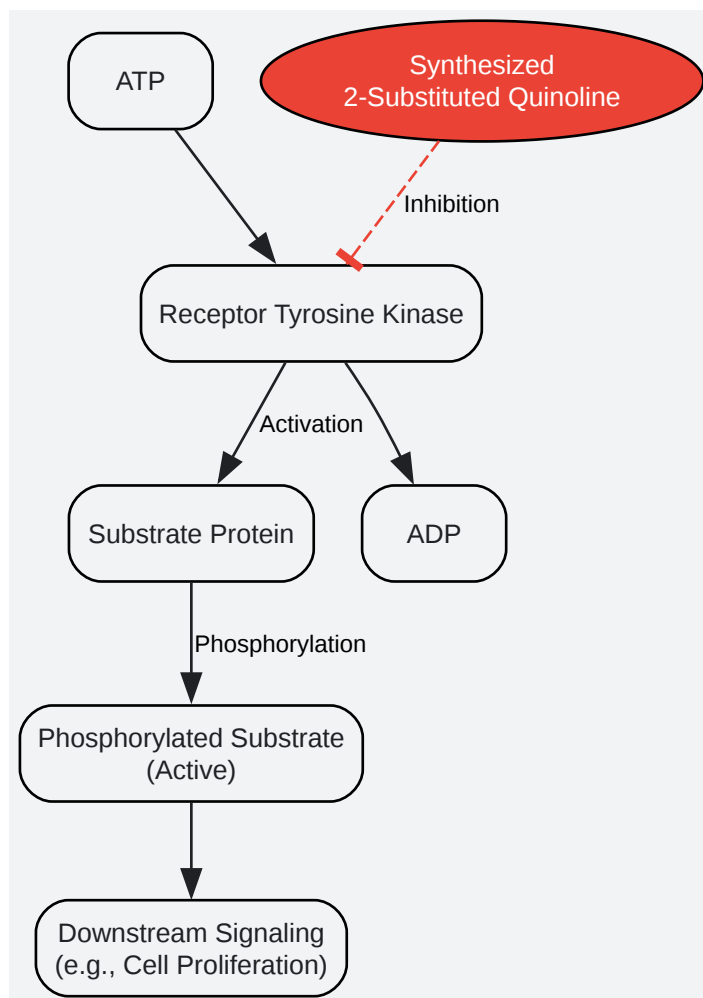 ATP
Synthesized
2-Substituted Quinoline
Inhibition
Receptor Tyrosine Kinase
Activation
Substrate Protein
ADP
Phosphorylation
Phosphorylated Substrate
(Active)
Downstream Signaling
(e.g., Cell Proliferation)